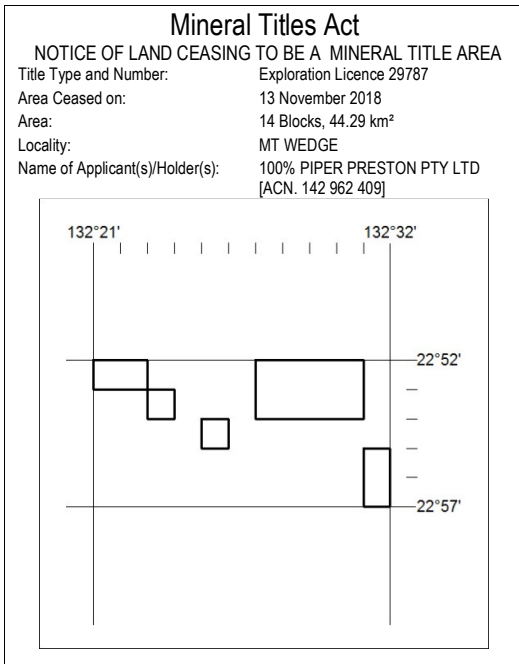 Mineral Titles Act
NOTICE OF LAND CEASING TO BE A MINERAL TITLE AREA
Title Type and Number: Exploration Licence 29787
Area Ceased on: 13 November 2018
Area: 14 Blocks, 44.29 km²
Locality: MT WEDGE
Name of Applicant(s)/Holder(s): 100% PIPER PRESTON PTY LTD
[ACN. 142 962 409]
132°21' 132°32'
22°52'
22°57'